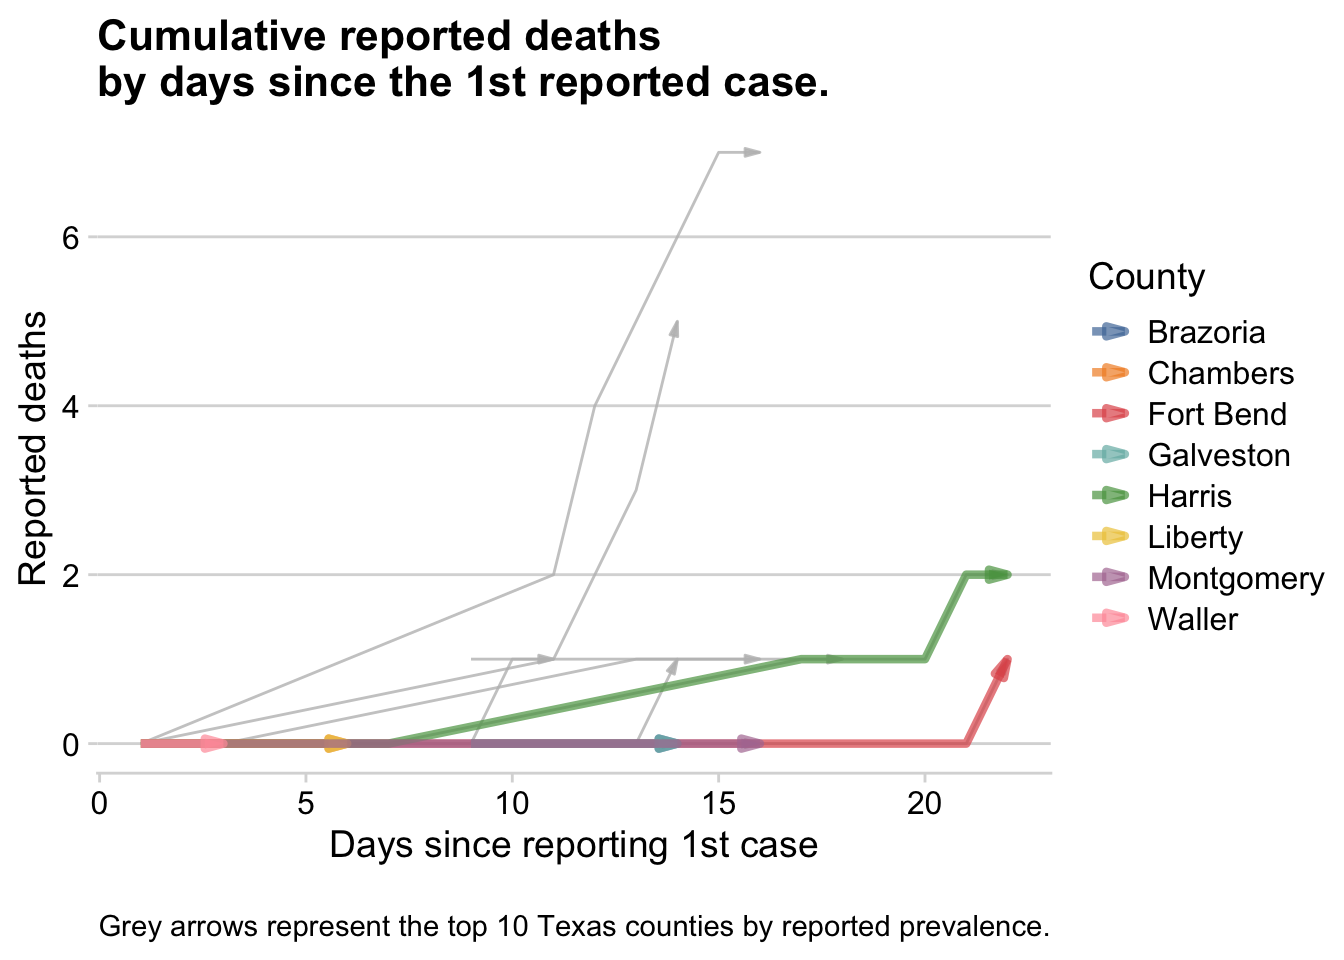 Cumulative reported deaths
by days since the 1st reported case.
Reported deaths
6
4
2
0
0 5 10 15 20
Days since reporting 1st case
County
Brazoria
Chambers
Fort Bend
Galveston
Harris
Liberty
Montgomery
Waller
Grey arrows represent the top 10 Texas counties by reported prevalence.